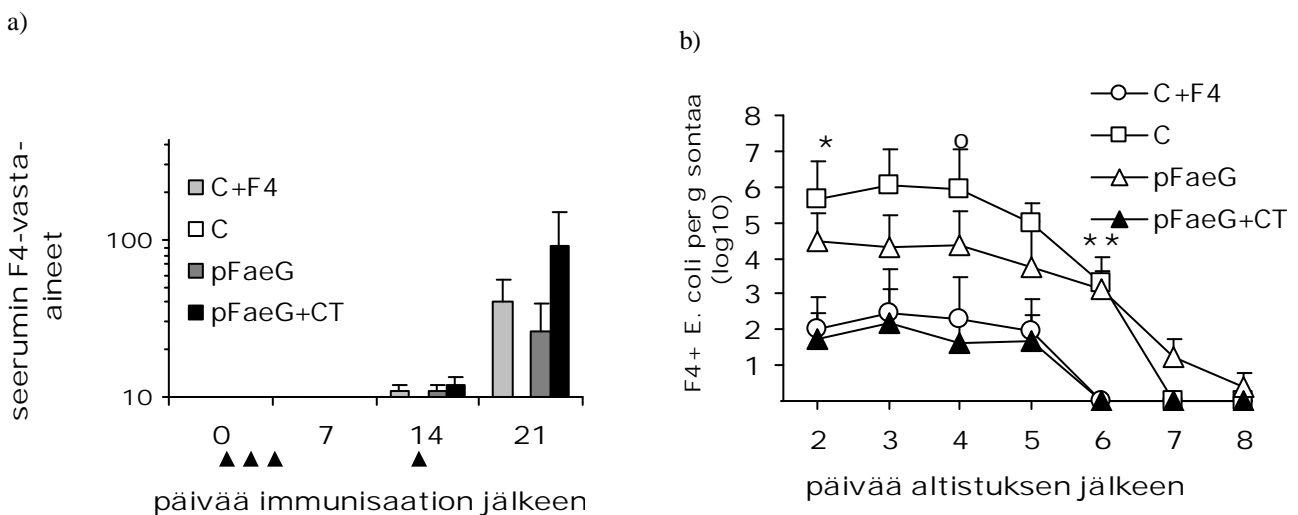 a)
seerumin F4-vasta-
aineet
100
10
C+F4
C
pFaeG
pFaeG+CT
0 7 14 21
päivää immunisaation jälkeen
b)
F4+ E. coli per g sontaa
(log10)
8
7
6
5
4
3
2
1
* o **
C+F4
C
pFaeG
pFaeG+CT
2 3 4 5 6 7 8
päivää altistuksen jälkeen